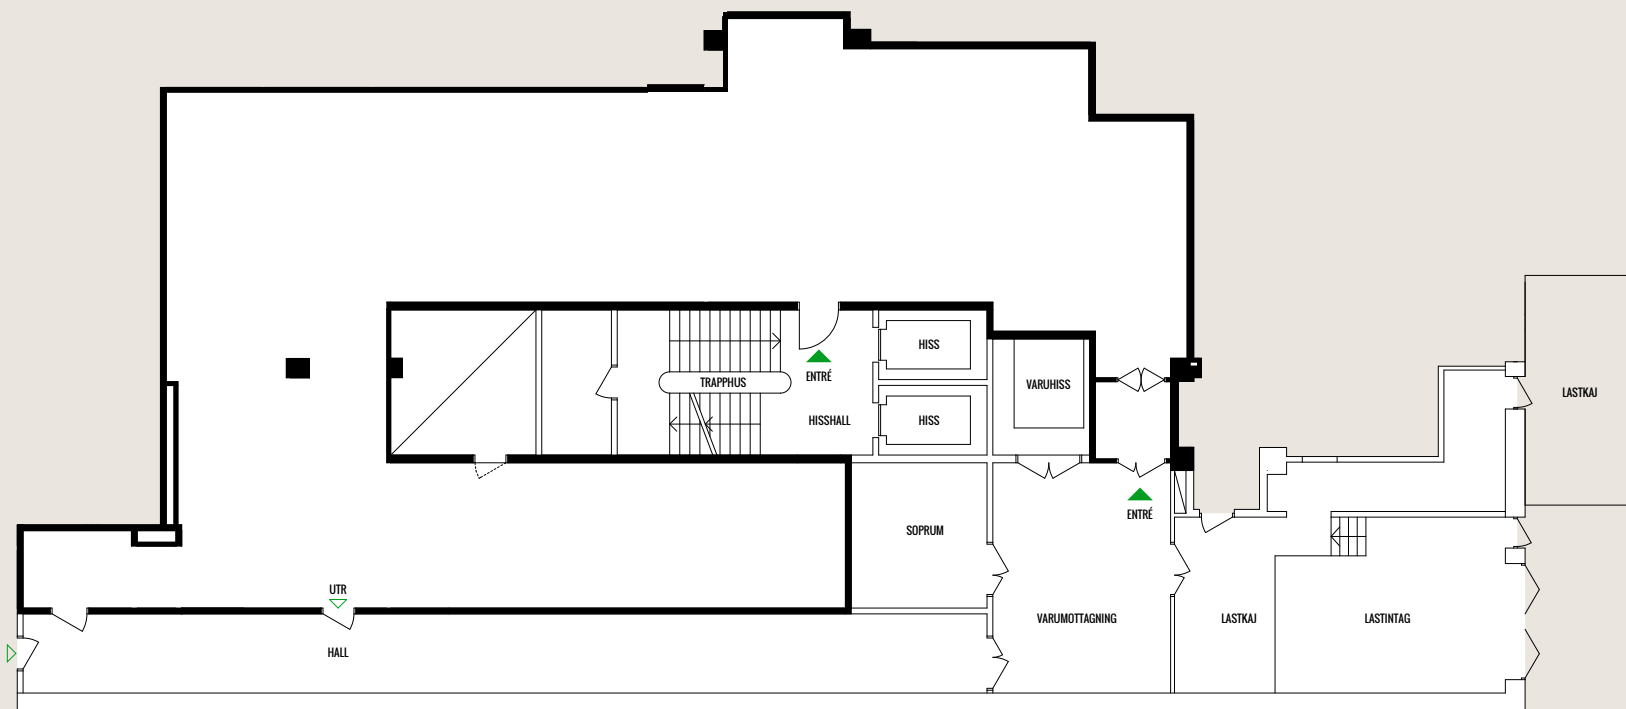 HISS
TRAPPHUS
ENTRÉ
VARUHISS
LASTKAJ
HISSHALL
HISS
ENTRÉ
SOPRUM
UTR
VARUMOTTAGNING
LASTKAJ
LASTINTAG
HALL